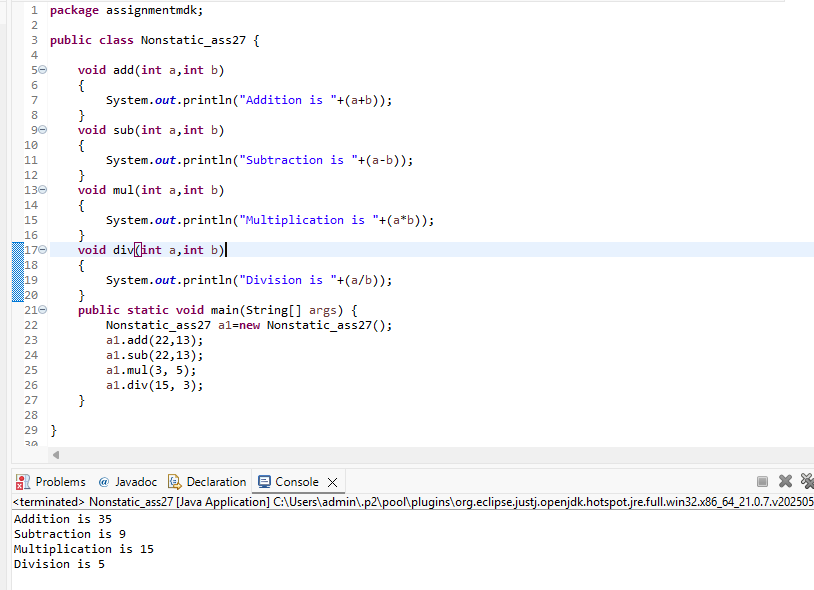 1 package assignmentmdk;
2
3 public class Nonstatic_ass27 {
4
5 void add(int a,int b)
6 {
7 System.out.println("Addition is "+(a+b));
8 }
9 void sub(int a,int b)
10 {
11 System.out.println("Subtraction is "+(a-b));
12 }
13 void mul(int a,int b)
14 {
15 System.out.println("Multiplication is "+(a*b));
16 }
17 void div(int a,int b)
18 {
19 System.out.println("Division is "+(a/b));
20 }
21 public static void main(String[] args) {
22 Nonstatic_ass27 a1=new Nonstatic_ass27();
23 a1.add(22,13);
24 a1.sub(22,13);
25 a1.mul(3, 5);
26 a1.div(15, 3);
27 }
28
29 }
30
Problems @ Javadoc Declaration Console
<terminated> Nonstatic_ass27 [Java Application] C:\Users\admin\.p2\pool\plugins\org.eclipse.justj.openjdk.hotspot.jre.full.win32.x86_64_21.0.7.v202505
Addition is 35
Subtraction is 9
Multiplication is 15
Division is 5